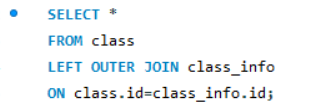 SELECT *
FROM class
LEFT OUTER JOIN class_info
ON class.id=class_info.id;